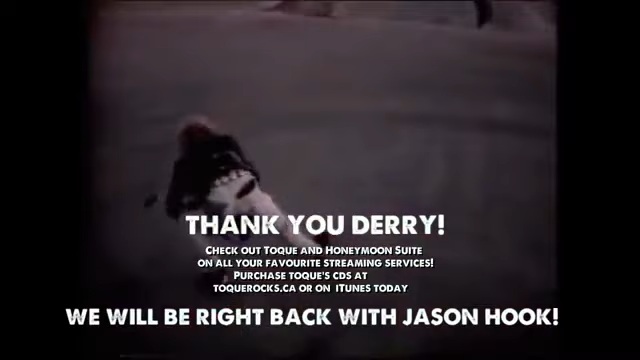 THANK YOU DERRY!
CHECK OUT TOQUE AND HONEYMOON SUITE
ON ALL YOUR FAVOURITE STREAMING SERVICES!
PURCHASE TOQUE'S CDS AT
TOQUEROCKS.CA OR ON ITUNES TODAY
WE WILL BE RIGHT BACK WITH JASON HOOK!